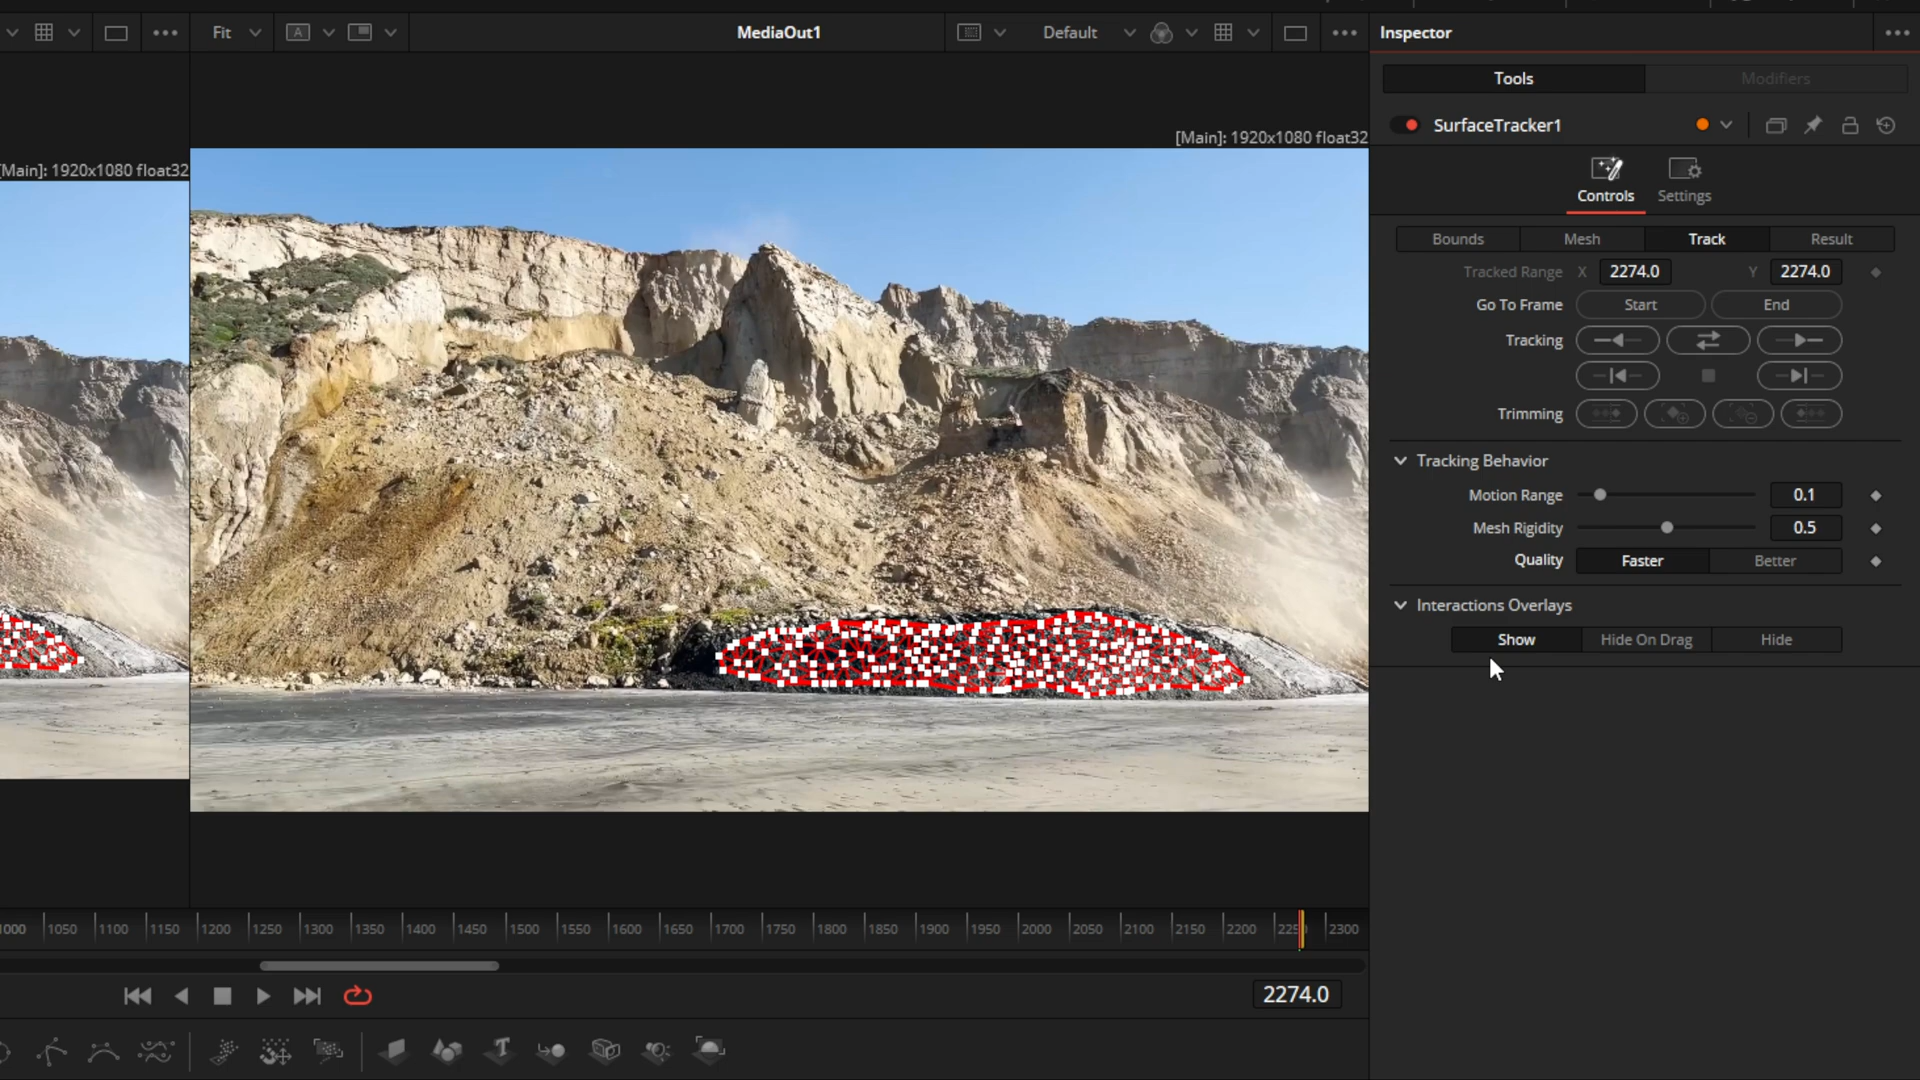 Fit
A
MediaOut1
Default
Inspector
Tools
Modifiers
SurfaceTracker1
[Main]: 1920x1080 float32
[Main]: 1920x1080 float32
Controls
Settings
Bounds
Mesh
Track
Result
Tracked Range X 2274.0 Y 2274.0
Go To Frame Start End
Tracking
Trimming
Tracking Behavior
Motion Range 0.1
Mesh Rigidity 0.5
Quality Faster Better
Interactions Overlays
Show Hide On Drag Hide
1000 1050 1100 1150 1200 1250 1300 1350 1400 1450 1500 1550 1600 1650 1700 1750 1800 1850 1900 1950 2000 2050 2100 2150 2200 2300
2274.0